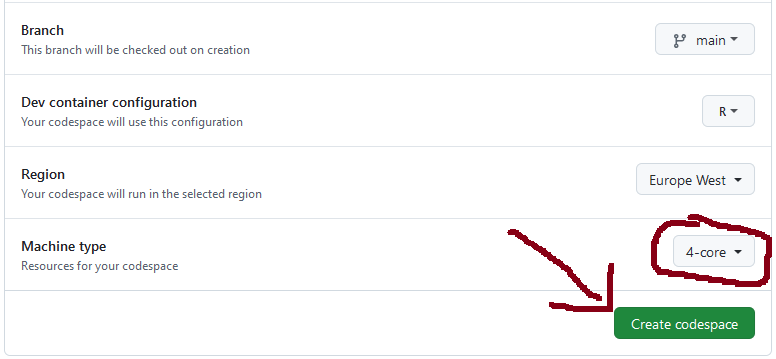 Branch
This branch will be checked out on creation
main
Dev container configuration
Your codespace will use this configuration
R
Region
Your codespace will run in the selected region
Europe West
Machine type
Resources for your codespace
4-core
Create codespace